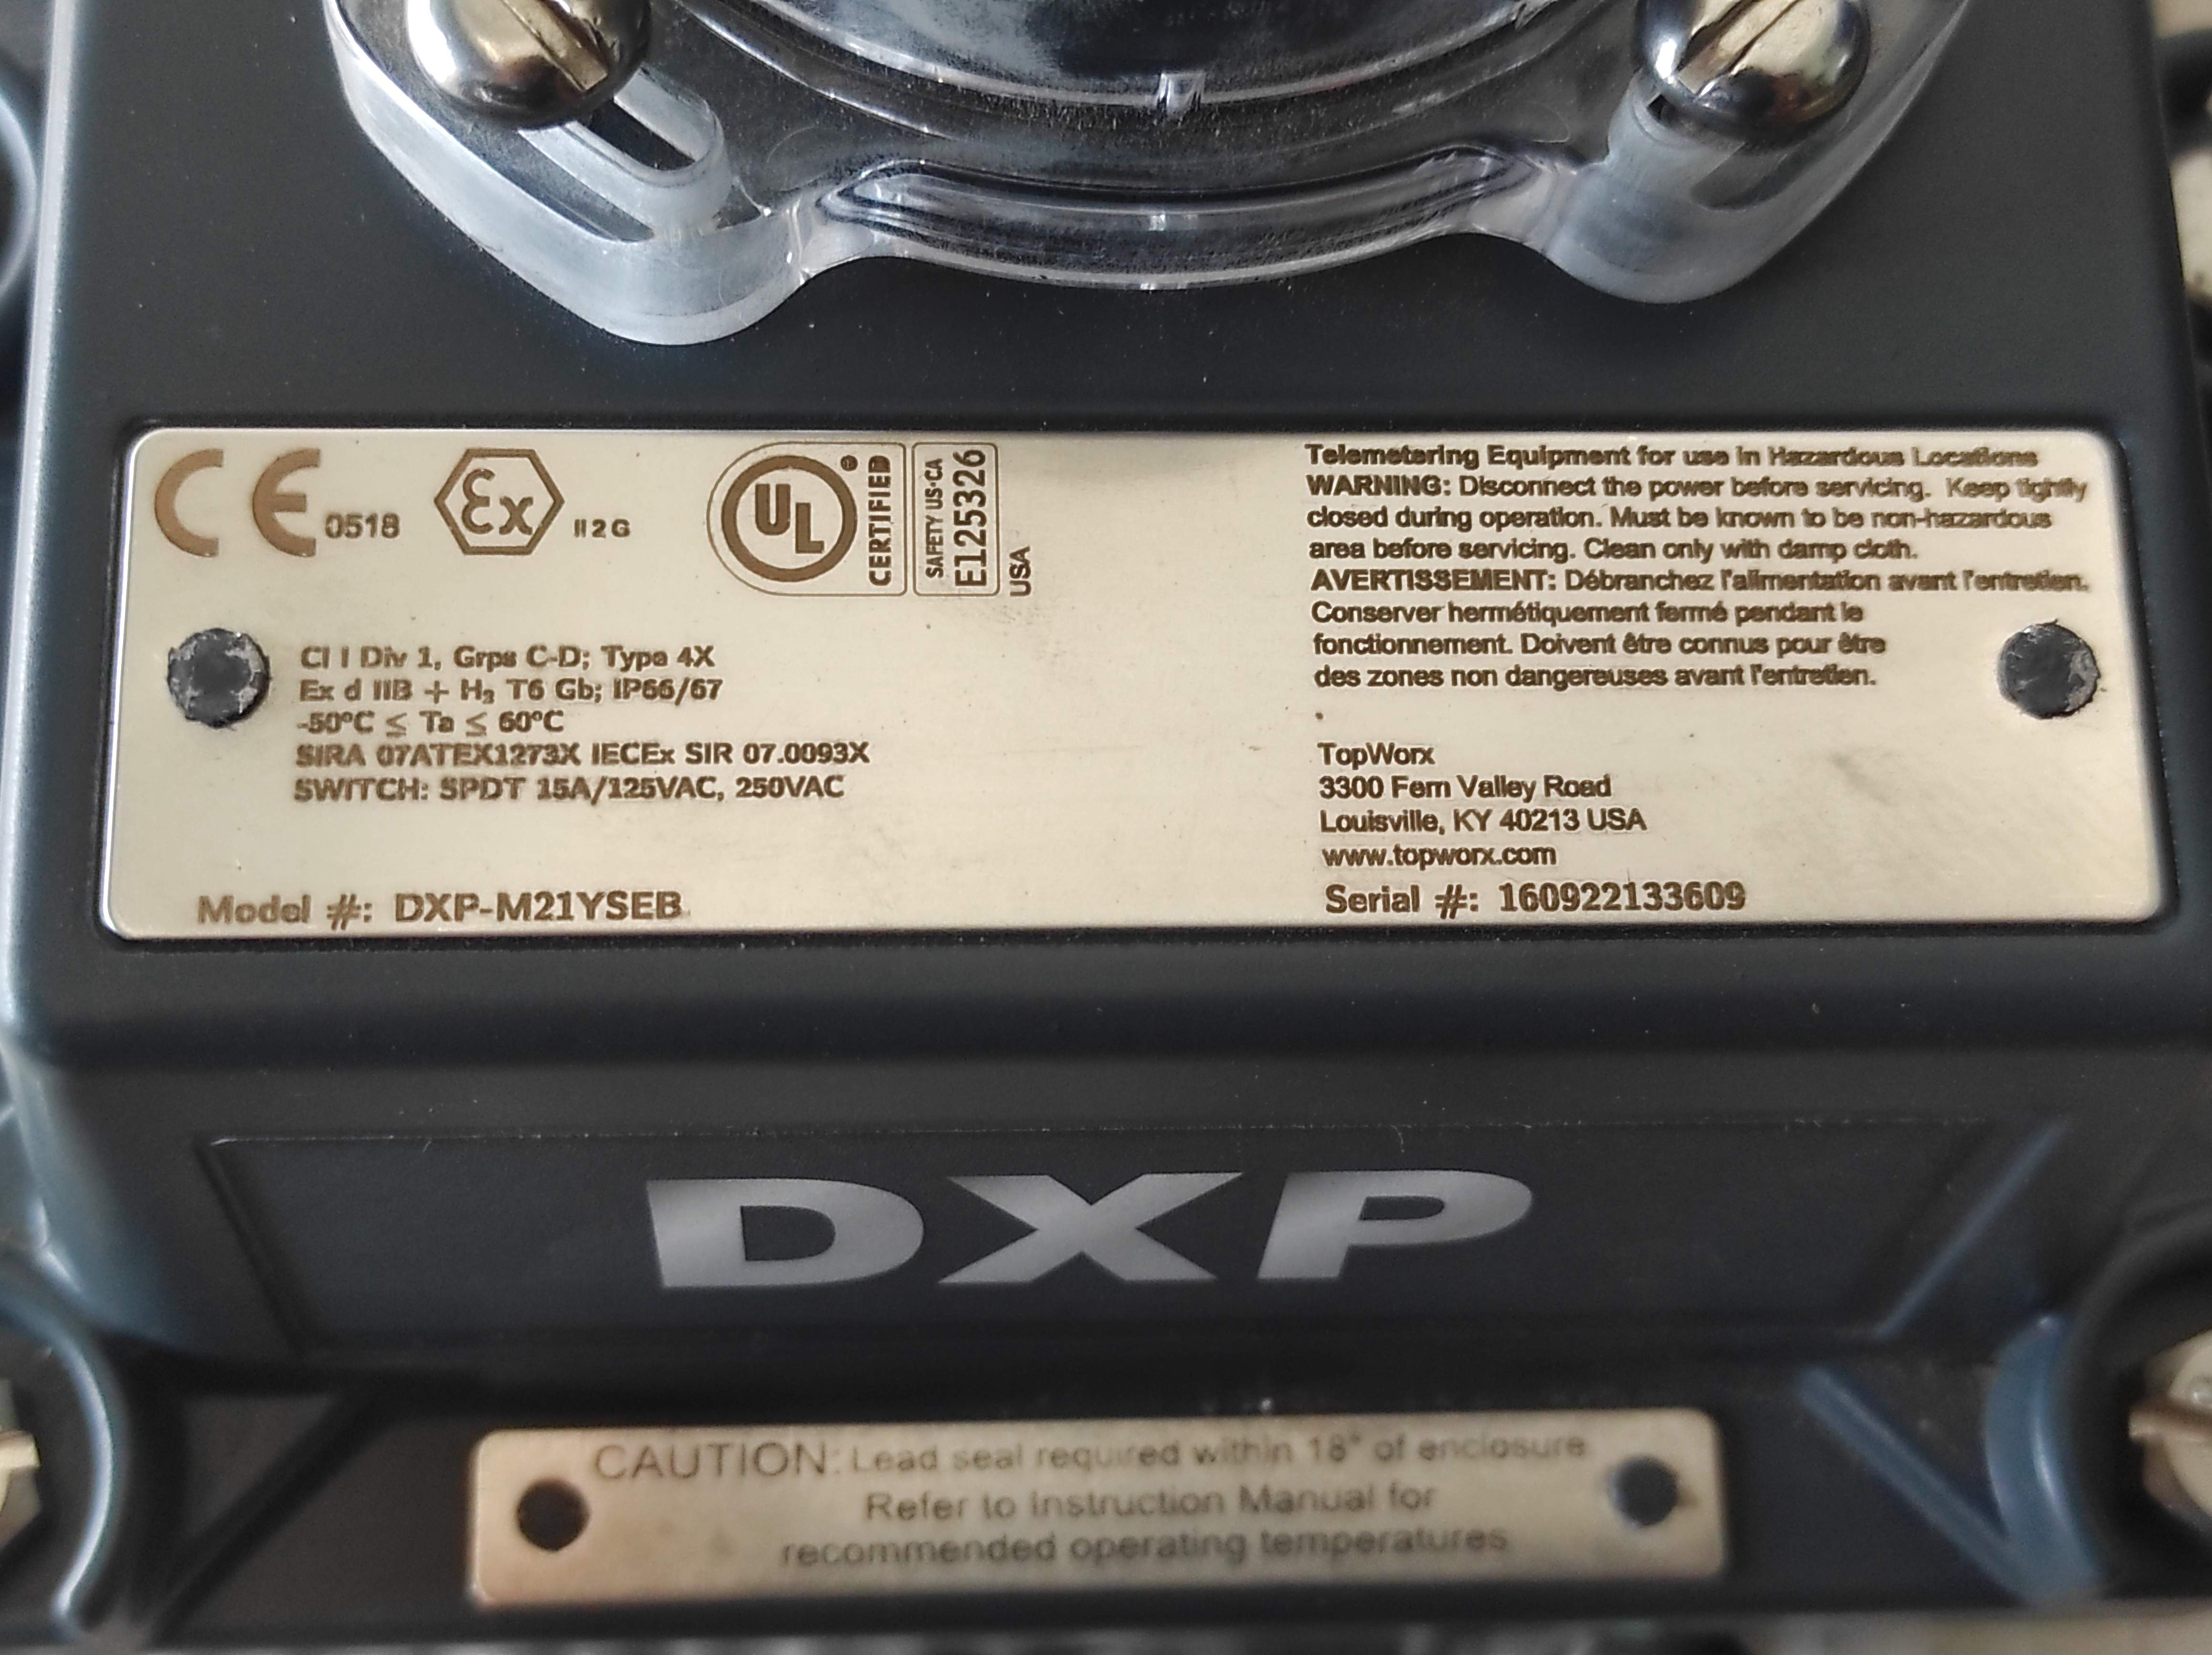 CE 0518
Ex II 2 G
UL ® CERTIFIED
SAFETY US·CA
E125326
USA
Cl I Div 1, Grps C-D; Type 4X
Ex d IIB + H₂ T6 Gb; IP66/67
-50°C ≤ Ta ≤ 60°C
SIRA 07ATEX1273X IECEx SIR 07.0093X
SWITCH: SPDT 15A/125VAC, 250VAC
Model #: DXP-M21YSEB
Telemetering Equipment for use in Hazardous Locations
WARNING: Disconnect the power before servicing. Keep tightly
closed during operation. Must be known to be non-hazardous
area before servicing. Clean only with damp cloth.
AVERTISSEMENT: Débranchez l'alimentation avant l'entretien.
Conserver hermétiquement fermé pendant le
fonctionnement. Doivent être connus pour être
des zones non dangereuses avant l'entretien.
TopWorx
3300 Fern Valley Road
Louisville, KY 40213 USA
www.topworx.com
Serial #: 160922133609
DXP
CAUTION: Lead seal required within 18" of enclosure
Refer to Instruction Manual for
recommended operating temperatures